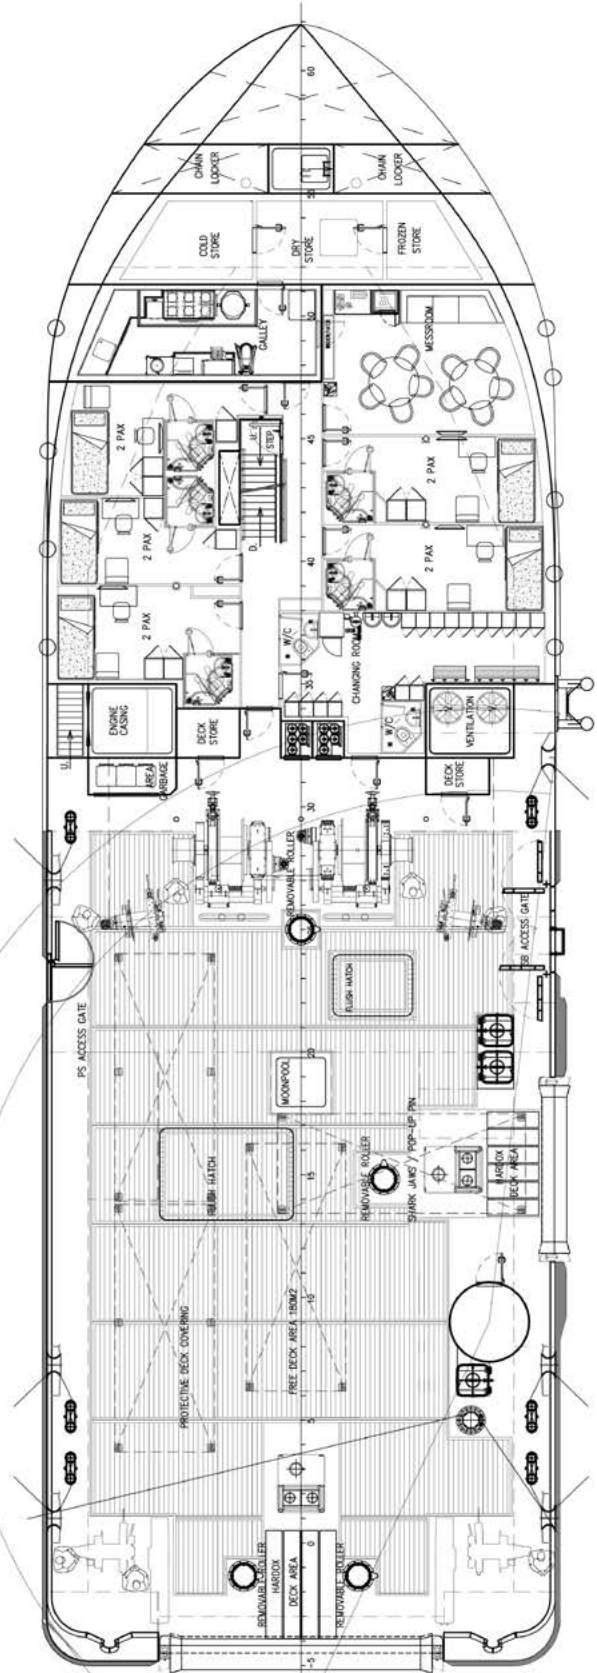 60
CHAIN
LOCKER
CHAIN
LOCKER
55
COLD
STORE
DRY
STORE
FROZEN
STORE
50
GALLEY
MESSROOM
45
2 PAX
U.
STEP
2 PAX
2 PAX
D.
40
2 PAX
2 PAX
W/C
CHANGING ROOM
35
ENGINE
CASING
DECK
STORE
W/C
VENTILATION
U.
GARBAGE
AREA
DECK
STORE
30
REMOVABLE ROLLER
SB ACCESS GATE
PS ACCESS GATE
FLUSH HATCH
20
MOONPOOL
FLUSH HATCH
15
REMOVABLE ROLLER
SHARK JAWS / POP-UP PIN
HARDOX
DECK AREA
10
PROTECTIVE DECK COVERING
FREE DECK AREA 180M2
5
0
REMOVABLE ROLLER
HARDOX
DECK AREA
REMOVABLE ROLLER
-5